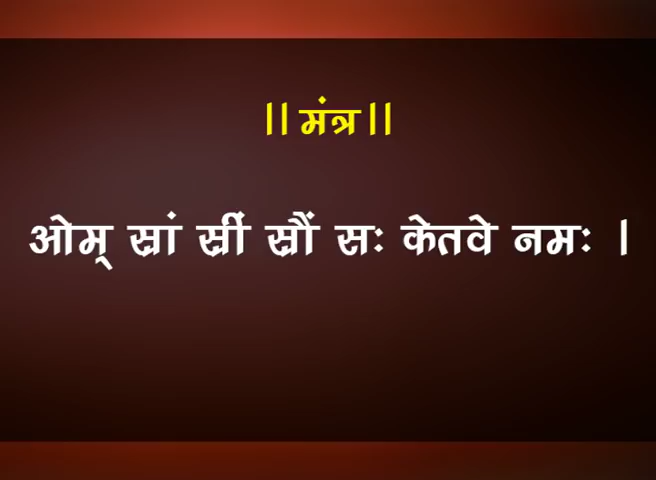 ।। मंत्र ।।
ओम् स्रां स्रीं स्रौं सः केतवे नमः ।